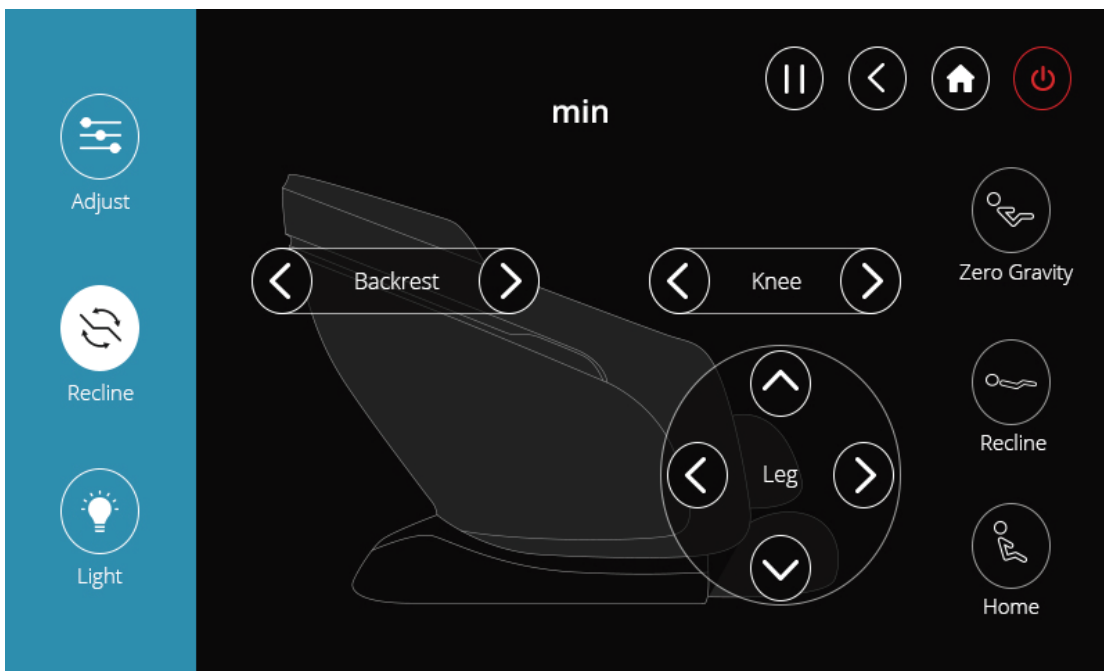 min
Adjust
Backrest
Knee
Zero Gravity
Recline
Recline
Leg
Light
Home